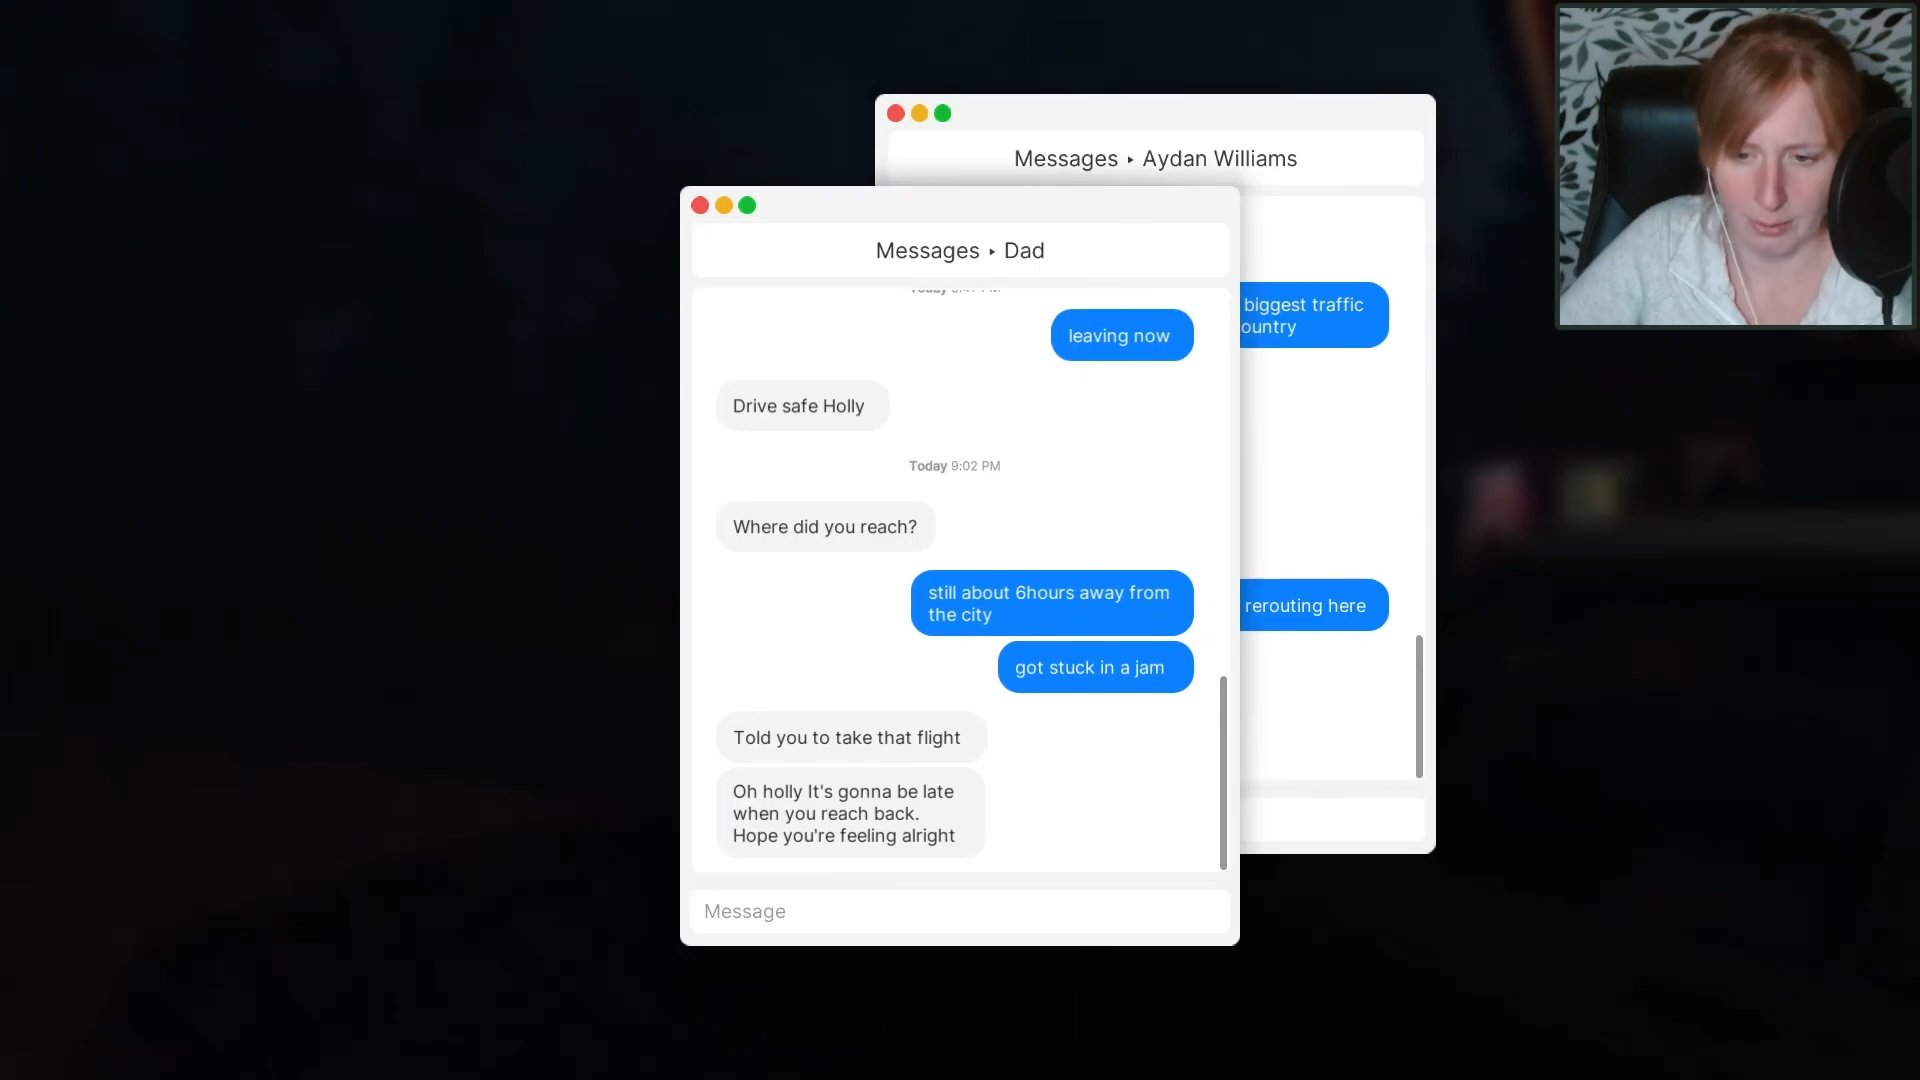 Messages ‣ Aydan Williams
biggest traffic
ountry
rerouting here
Messages ‣ Dad
Today
leaving now
Drive safe Holly
Today 9:02 PM
Where did you reach?
still about 6hours away from
the city
got stuck in a jam
Told you to take that flight
Oh holly It's gonna be late
when you reach back.
Hope you're feeling alright
Message